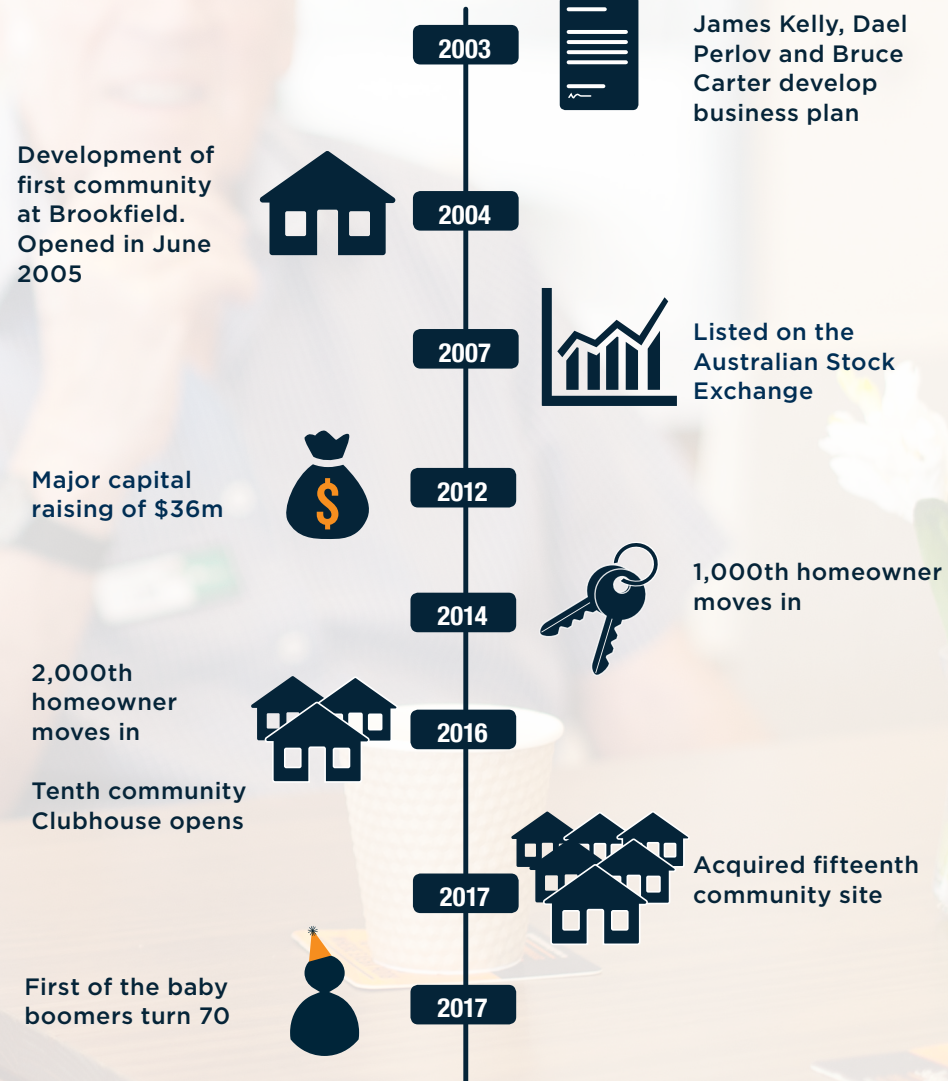 2003
James Kelly, Dael
Perlov and Bruce
Carter develop
business plan
Development of
first community
at Brookfield.
Opened in June
2005
2004
2007
Listed on the
Australian Stock
Exchange
Major capital
raising of $36m
$
2012
2014
1,000th homeowner
moves in
2,000th
homeowner
moves in
Tenth community
Clubhouse opens
2016
2017
Acquired fifteenth
community site
First of the baby
boomers turn 70
2017